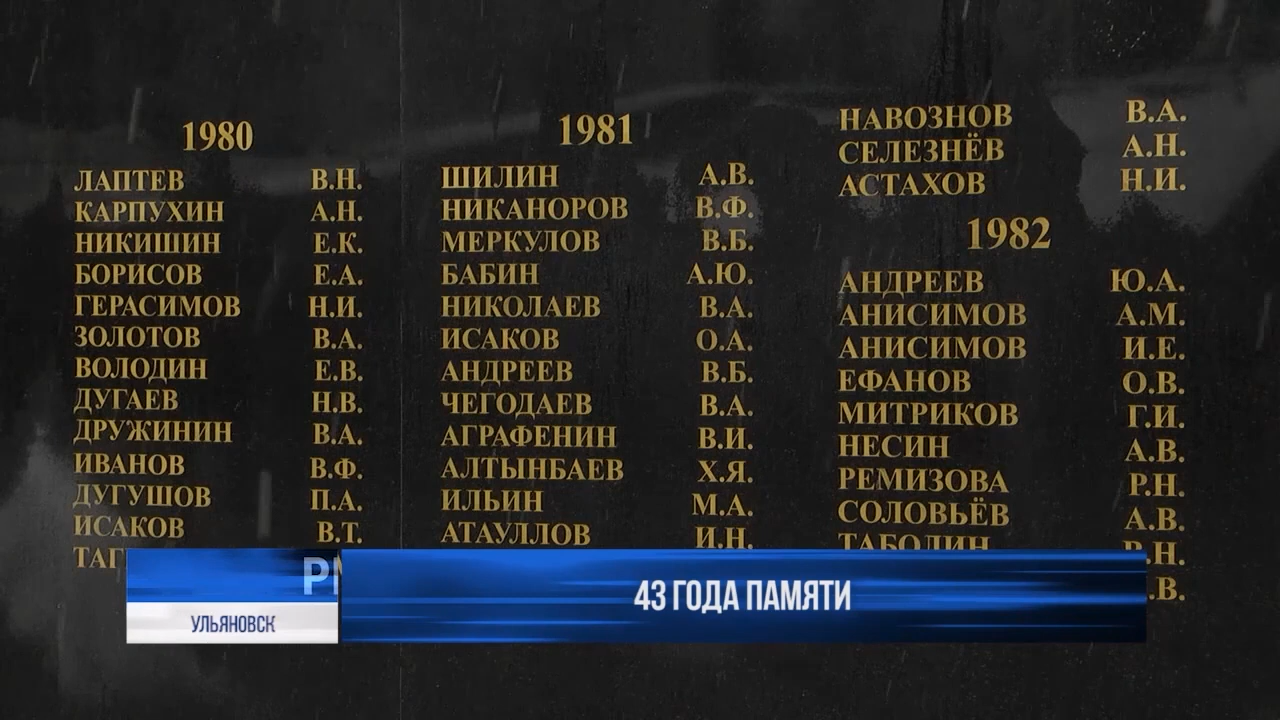 1980
ЛАПТЕВ В.Н.
КАРПУХИН А.Н.
НИКИШИН Е.К.
БОРИСОВ Е.А.
ГЕРАСИМОВ Н.И.
ЗОЛОТОВ В.А.
ВОЛОДИН Е.В.
ДУГАЕВ Н.В.
ДРУЖИНИН В.А.
ИВАНОВ В.Ф.
ДУГУШОВ П.А.
ИСАКОВ В.Т.
1981
ШИЛИН А.В.
НИКАНОРОВ В.Ф.
МЕРКУЛОВ В.Б.
БАБИН А.Ю.
НИКОЛАЕВ В.А.
ИСАКОВ О.А.
АНДРЕЕВ В.Б.
ЧЕГОДАЕВ В.А.
АГРАФЕНИН В.И.
АЛТЫНБАЕВ Х.Я.
ИЛЬИН М.А.
АТАУЛЛОВ И.Н.
НАВОЗНОВ В.А.
СЕЛЕЗНЁВ А.Н.
АСТАХОВ Н.И.
1982
АНДРЕЕВ Ю.А.
АНИСИМОВ А.М.
АНИСИМОВ И.Е.
ЕФАНОВ О.В.
МИТРИКОВ Г.И.
НЕСИН А.В.
РЕМИЗОВА Р.Н.
СОЛОВЬЁВ А.В.
43 ГОДА ПАМЯТИ
УЛЬЯНОВСК